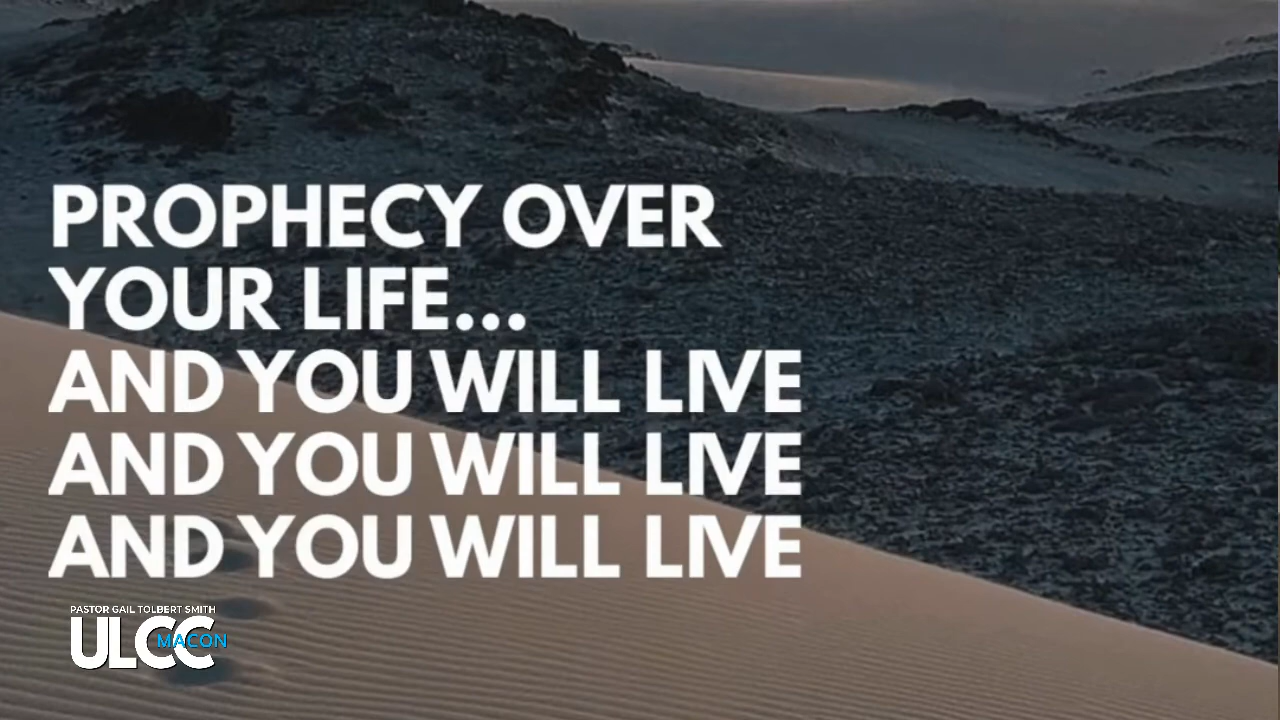 PROPHECY OVER
YOUR LIFE...
AND YOU WILL LIVE
AND YOU WILL LIVE
AND YOU WILL LIVE
PASTOR GAIL TOLBERT SMITH
ULCC
MACON